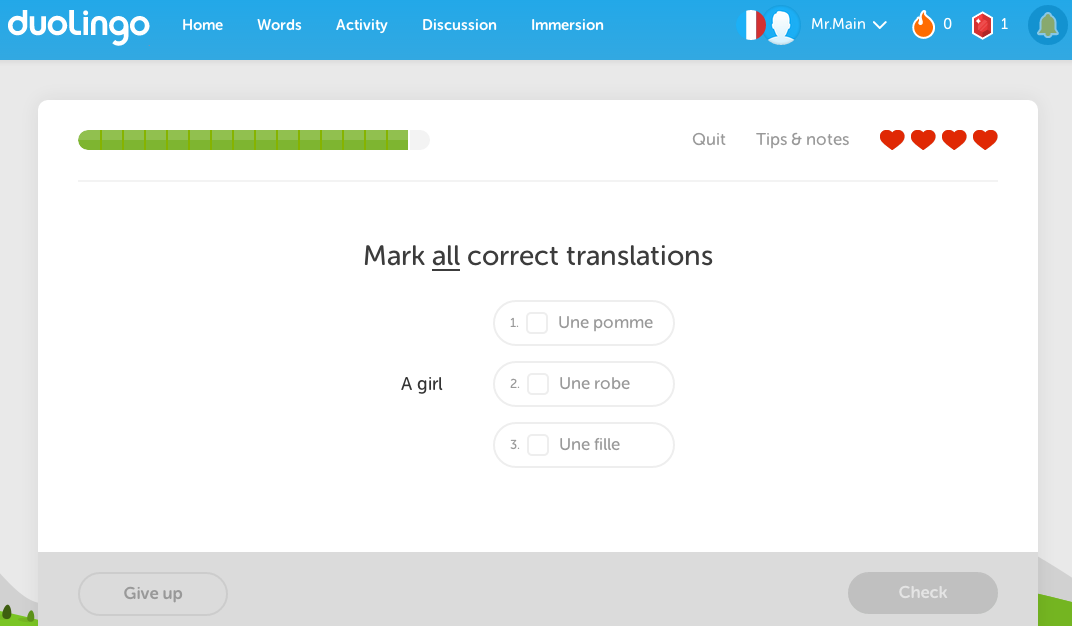 duolingo Home Words Activity Discussion Immersion Mr.Main 0 1
Quit Tips & notes
Mark all correct translations
1. Une pomme
A girl 2. Une robe
3. Une fille
Give up Check